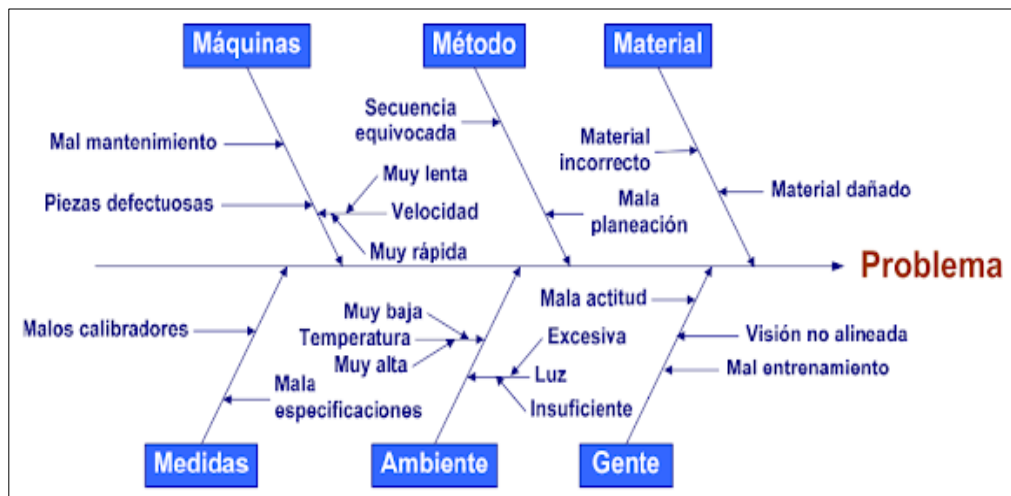 Máquinas
Método
Material
Secuencia
equivocada
Mal mantenimiento
Material
incorrecto
Muy lenta
Material dañado
Piezas defectuosas
Velocidad
Mala
planeación
Muy rápida
Problema
Mala actitud
Muy baja
Malos calibradores
Temperatura
Excesiva
Visión no alineada
Muy alta
Luz
Mal entrenamiento
Mala
especificaciones
Insuficiente
Medidas
Ambiente
Gente